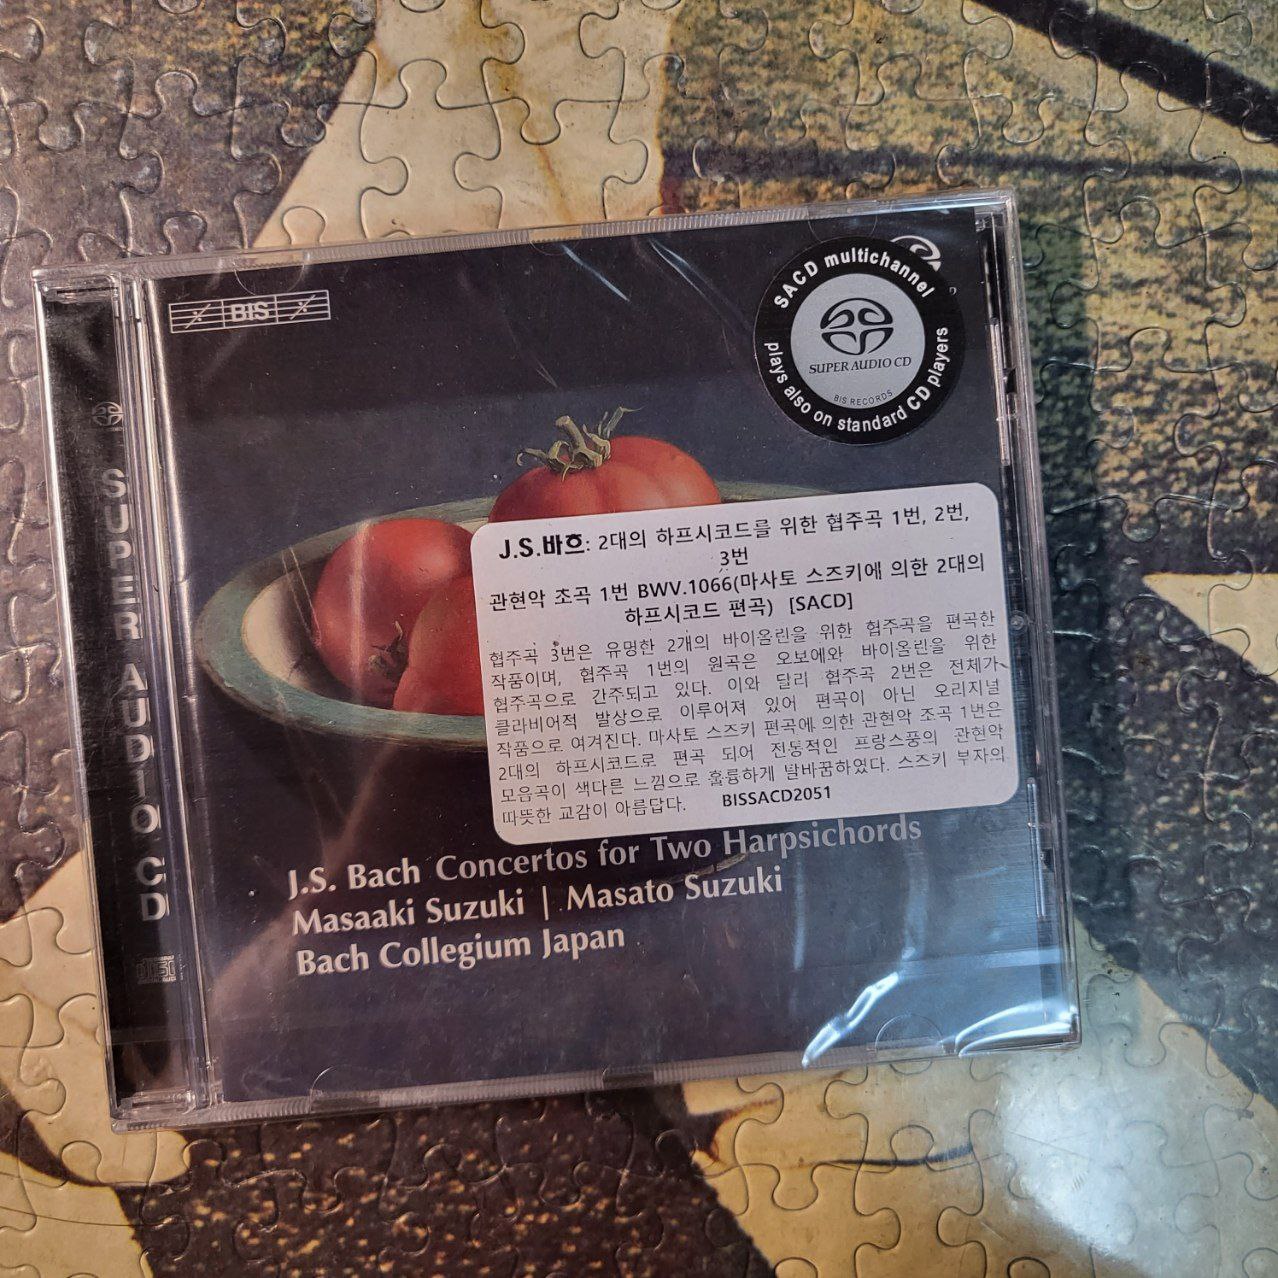 BIS
SACD multichannel
SUPER AUDIO CD
BIS RECORDS
plays also on standard CD players
SUPER AUDIO CD
J.S.바흐: 2대의 하프시코드를 위한 협주곡 1번, 2번,
3번
관현악 조곡 1번 BWV.1066(마사토 스즈키에 의한 2대의
하프시코드 편곡) [SACD]
협주곡 3번은 유명한 2개의 바이올린을 위한 협주곡을 편곡한
작품이며, 협주곡 1번의 원곡은 오보에와 바이올린을 위한
협주곡으로 간주되고 있다. 이와 달리 협주곡 2번은 전체가
클라비어적 발상으로 이루어져 있어 편곡이 아닌 오리지널
작품으로 여겨진다. 마사토 스즈키 편곡에 의한 관현악 조곡 1번은
2대의 하프시코드로 편곡 되어 전통적인 프랑스풍의 관현악
모음곡이 색다른 느낌으로 훌륭하게 탈바꿈하였다. 스즈키 부자의
따뜻한 교감이 아름답다. BISSACD2051
J.S. Bach Concertos for Two Harpsichords
Masaaki Suzuki | Masato Suzuki
Bach Collegium Japan